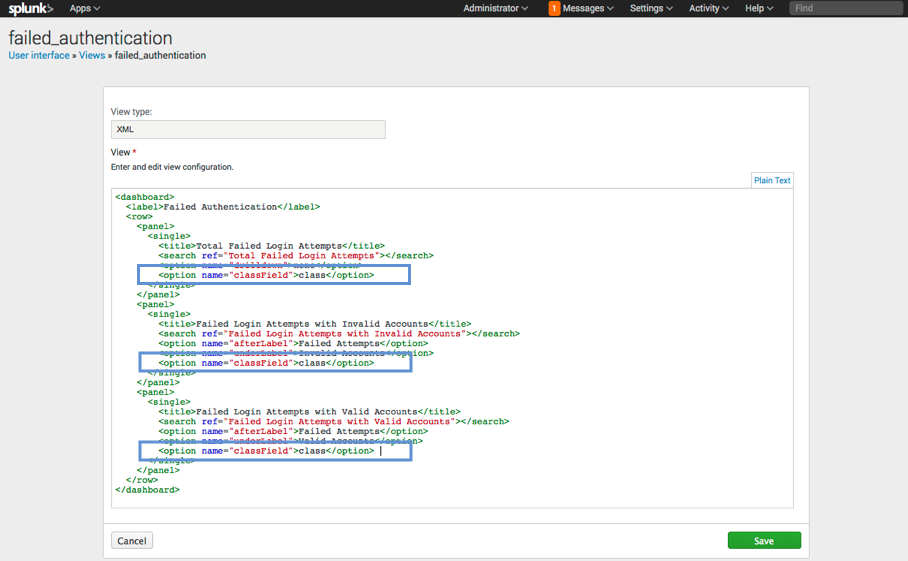 splunk> Apps Administrator 1 Messages Settings Activity Help Find
failed_authentication
User interface » Views » failed_authentication
View type:
XML
View *
Enter and edit view configuration.
Plain Text
<dashboard>
<label>Failed Authentication</label>
<row>
<panel>
<single>
<title>Total Failed Login Attempts</title>
<search ref="Total Failed Login Attempts"></search>
<option name="drilldown">none</option>
<option name="classField">class</option>
</single>
</panel>
<panel>
<single>
<title>Failed Login Attempts with Invalid Accounts</title>
<search ref="Failed Login Attempts with Invalid Accounts"></search>
<option name="afterLabel">Failed Attempts</option>
<option name="underLabel">Invalid Accounts</option>
<option name="classField">class</option>
</single>
</panel>
<panel>
<single>
<title>Failed Login Attempts with Valid Accounts</title>
<search ref="Failed Login Attempts with Valid Accounts"></search>
<option name="afterLabel">Failed Attempts</option>
<option name="underLabel">Valid Accounts</option>
<option name="classField">class</option>
</single>
</panel>
</row>
</dashboard>
Cancel Save